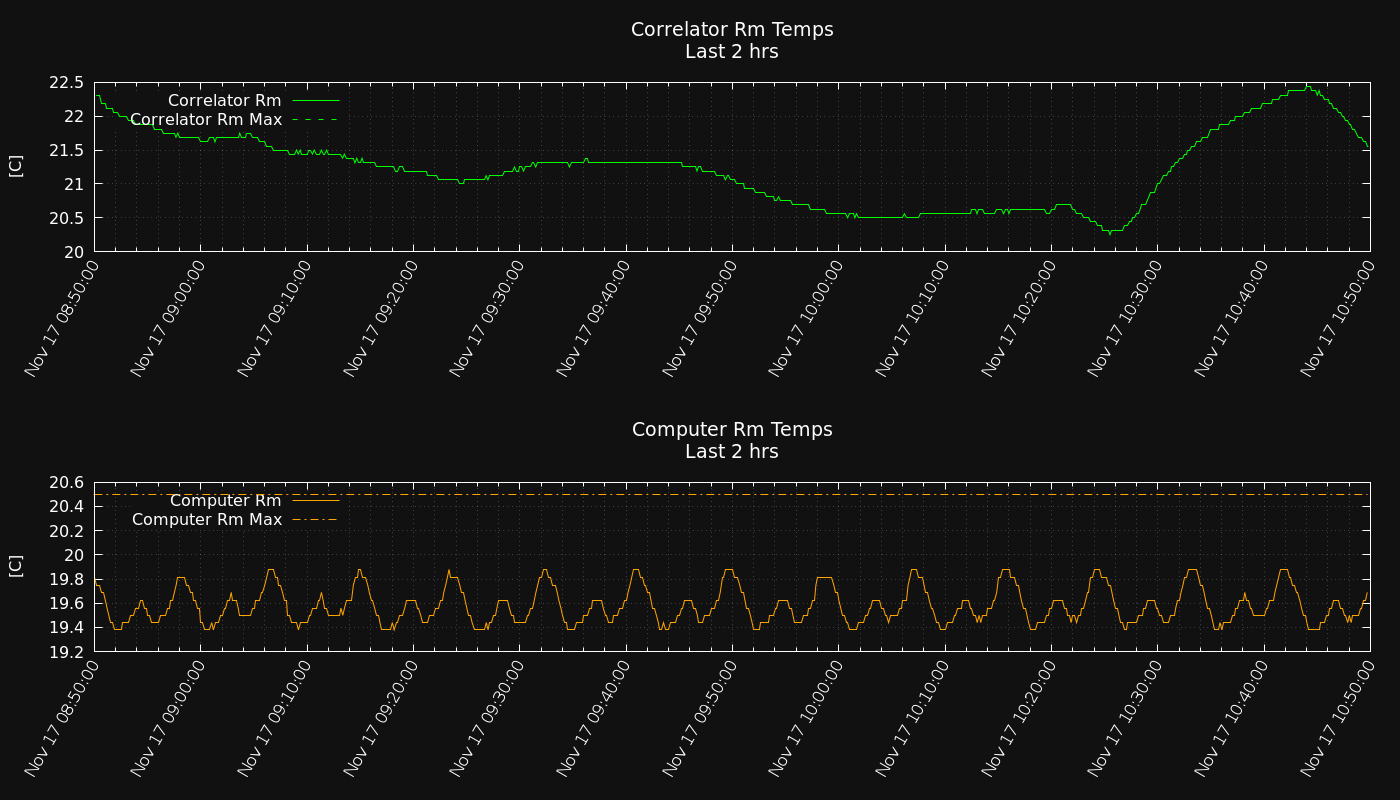 Correlator Rm Temps
Last 2 hrs
22.5
22
21.5
21
20.5
20
[C]
Correlator Rm
Correlator Rm Max
Nov 17 08:50:00
Nov 17 09:00:00
Nov 17 09:10:00
Nov 17 09:20:00
Nov 17 09:30:00
Nov 17 09:40:00
Nov 17 09:50:00
Nov 17 10:00:00
Nov 17 10:10:00
Nov 17 10:20:00
Nov 17 10:30:00
Nov 17 10:40:00
Nov 17 10:50:00
Computer Rm Temps
Last 2 hrs
20.6
20.4
20.2
20
19.8
19.6
19.4
19.2
[C]
Computer Rm
Computer Rm Max
Nov 17 08:50:00
Nov 17 09:00:00
Nov 17 09:10:00
Nov 17 09:20:00
Nov 17 09:30:00
Nov 17 09:40:00
Nov 17 09:50:00
Nov 17 10:00:00
Nov 17 10:10:00
Nov 17 10:20:00
Nov 17 10:30:00
Nov 17 10:40:00
Nov 17 10:50:00